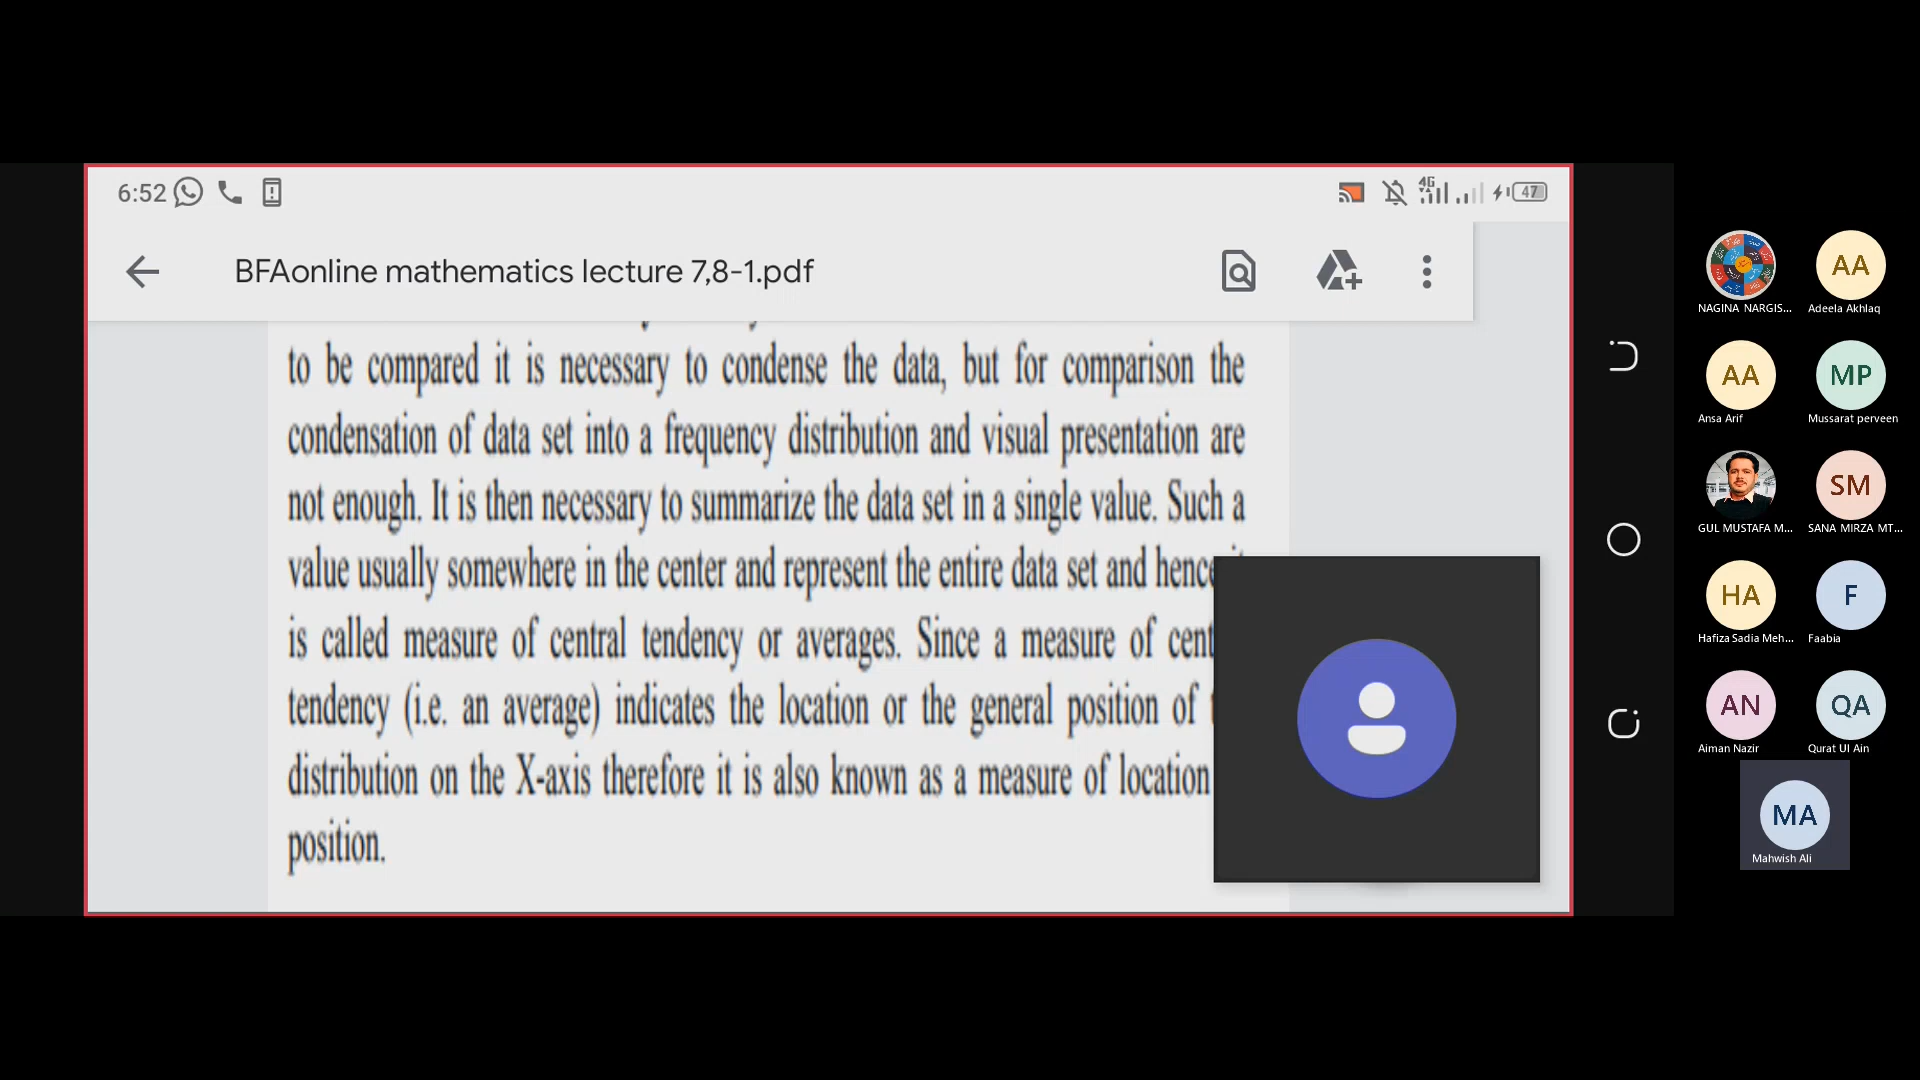 6:52
4G
47
BFAonline mathematics lecture 7,8-1.pdf
to be compared it is necessary to condense the data, but for comparison the
condensation of data set into a frequency distribution and visual presentation are
not enough. It is then necessary to summarize the data set in a single value. Such a
value usually somewhere in the center and represent the entire data set and hence
is called measure of central tendency or averages. Since a measure of cent
tendency (i.e. an average) indicates the location or the general position of
distribution on the X-axis therefore it is also known as a measure of location
position.
NAGINA NARGIS...
AA
Adeela Akhlaq
AA
Ansa Arif
MP
Mussarat perveen
GUL MUSTAFA M...
SM
SANA MIRZA MT...
HA
Hafiza Sadia Meh...
F
Faabia
AN
Aiman Nazir
QA
Qurat Ul Ain
MA
Mahwish Ali